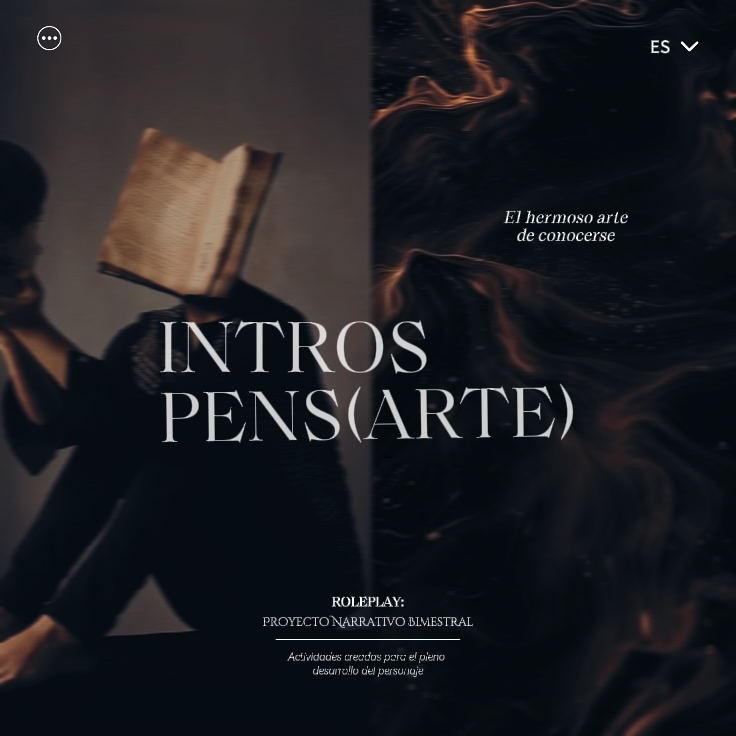 ES
El hermoso arte
de conocerse
INTROS
PENS(ARTE)
ROLEPLAY:
PROYECTO NARRATIVO BIMESTRAL
Actividades creadas para el pleno
desarrollo del personaje